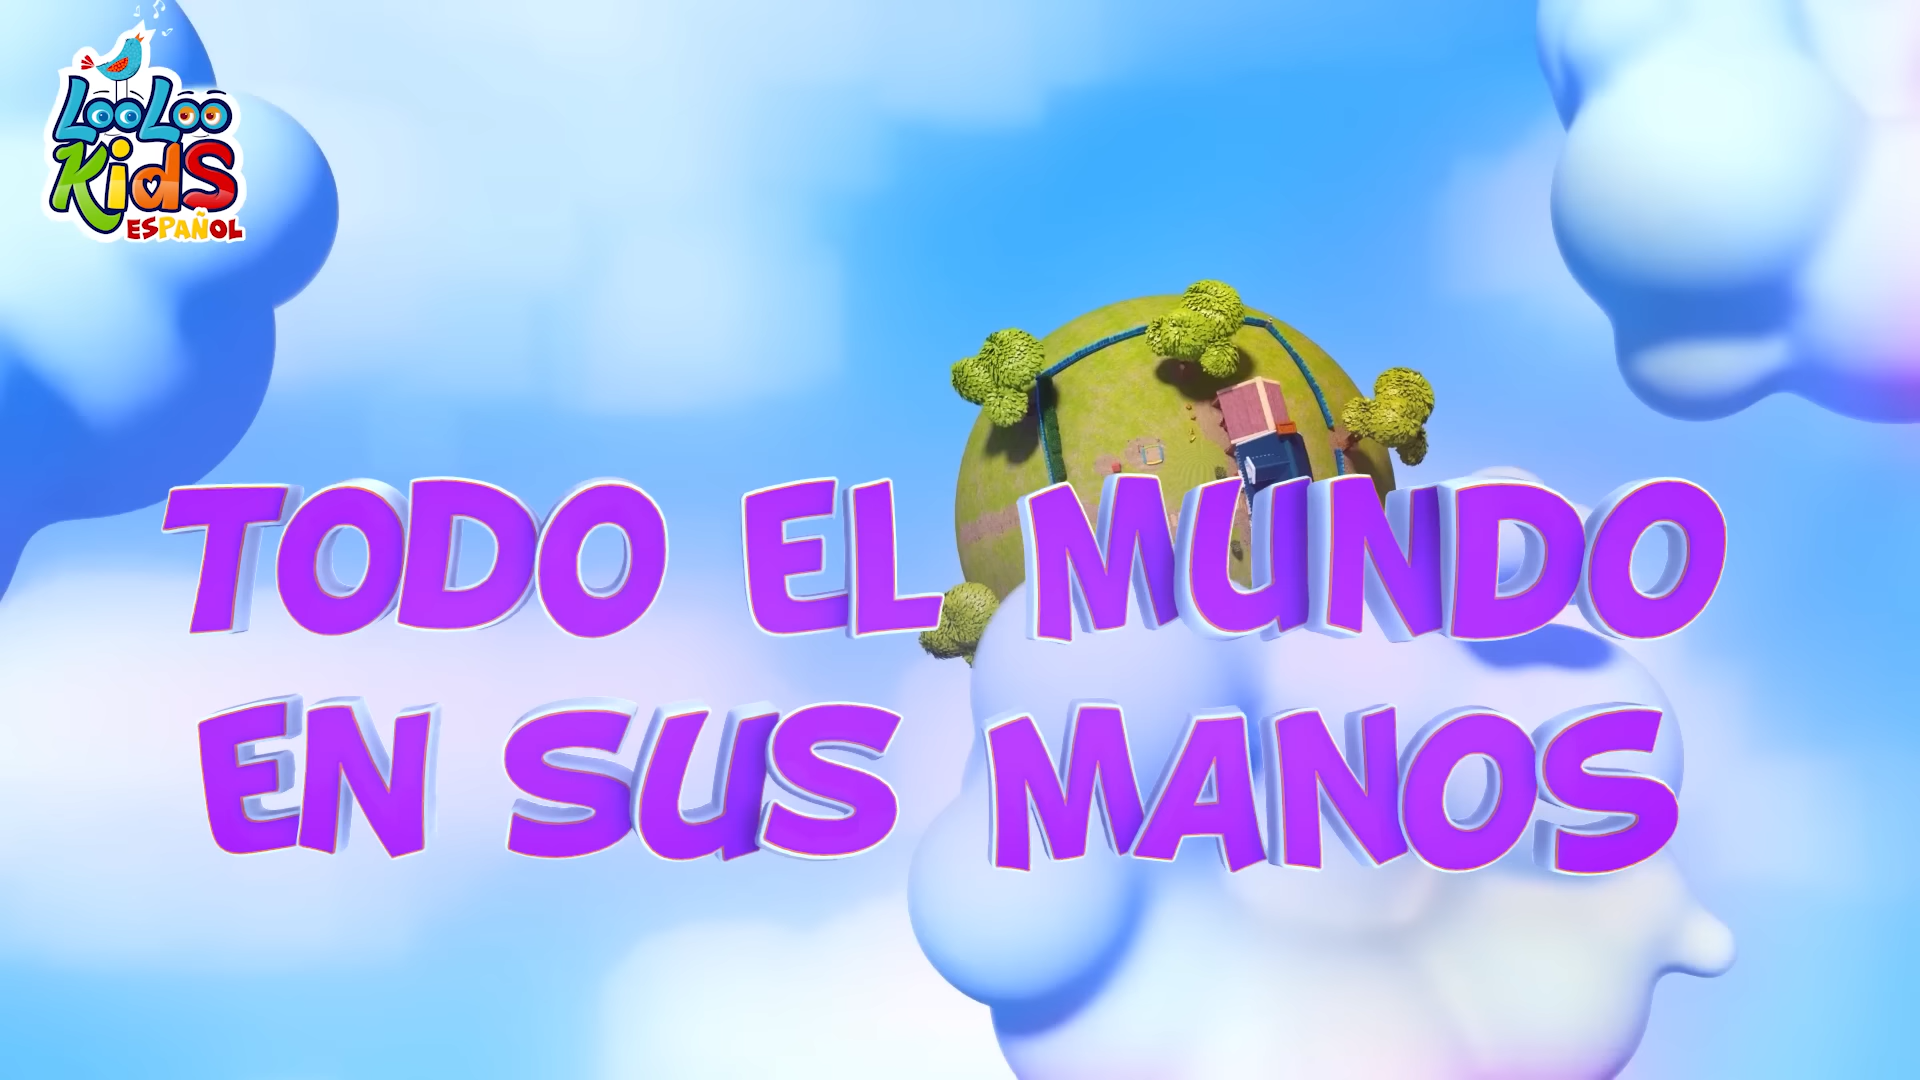 LooLoo
Kids
ESPAÑOL
TODO EL MUNDO
EN SUS MANOS